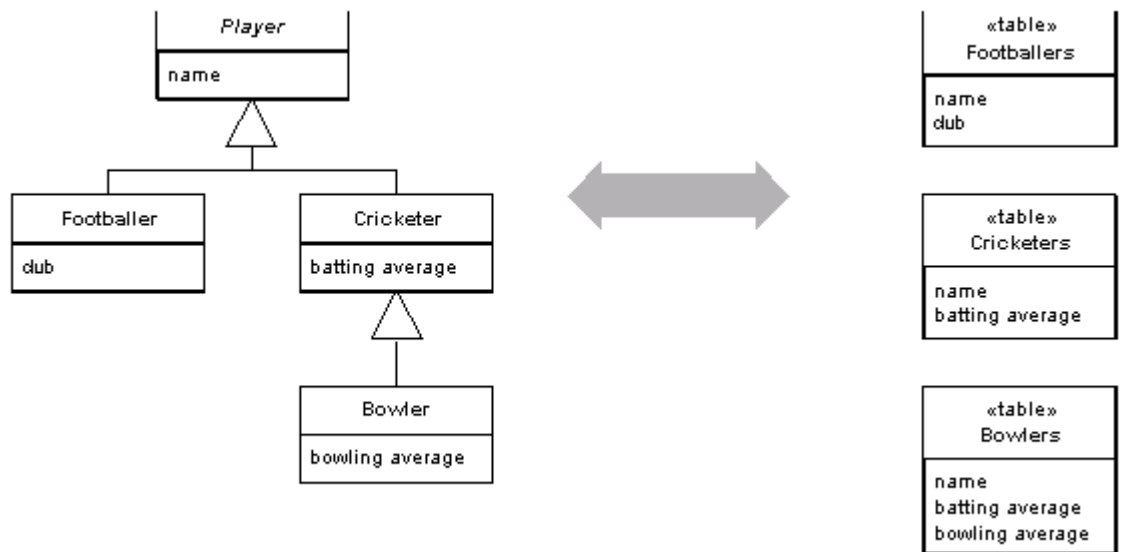 Player
name
Footballer
club
Cricketer
batting average
Bowler
bowling average
«table»
Footballers
name
club
«table»
Cricketers
name
batting average
«table»
Bowlers
name
batting average
bowling average